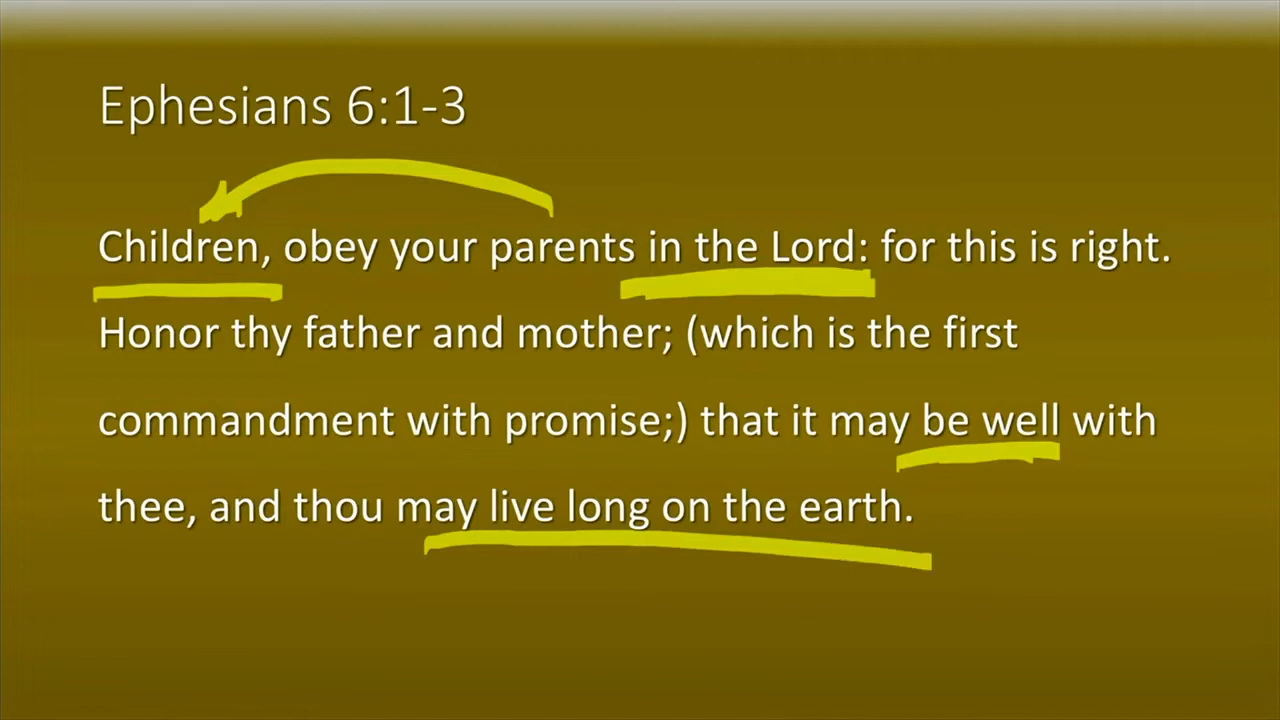 Ephesians 6:1-3
Children, obey your parents in the Lord: for this is right.
Honor thy father and mother; (which is the first
commandment with promise;) that it may be well with
thee, and thou may live long on the earth.